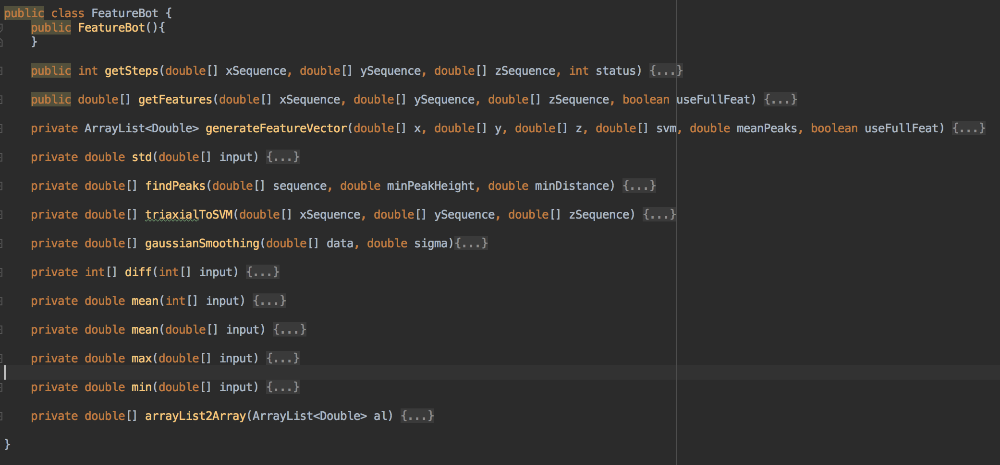 public class FeatureBot {
public FeatureBot(){
}
public int getSteps(double[] xSequence, double[] ySequence, double[] zSequence, int status) {...}
public double[] getFeatures(double[] xSequence, double[] ySequence, double[] zSequence, boolean useFullFeat) {...}
private ArrayList<Double> generateFeatureVector(double[] x, double[] y, double[] z, double[] svm, double meanPeaks, boolean useFullFeat) {...}
private double std(double[] input) {...}
private double[] findPeaks(double[] sequence, double minPeakHeight, double minDistance) {...}
private double[] triaxialToSVM(double[] xSequence, double[] ySequence, double[] zSequence) {...}
private double[] gaussianSmoothing(double[] data, double sigma){...}
private int[] diff(int[] input) {...}
private double mean(int[] input) {...}
private double mean(double[] input) {...}
private double max(double[] input) {...}
private double min(double[] input) {...}
private double[] arrayList2Array(ArrayList<Double> al) {...}
}